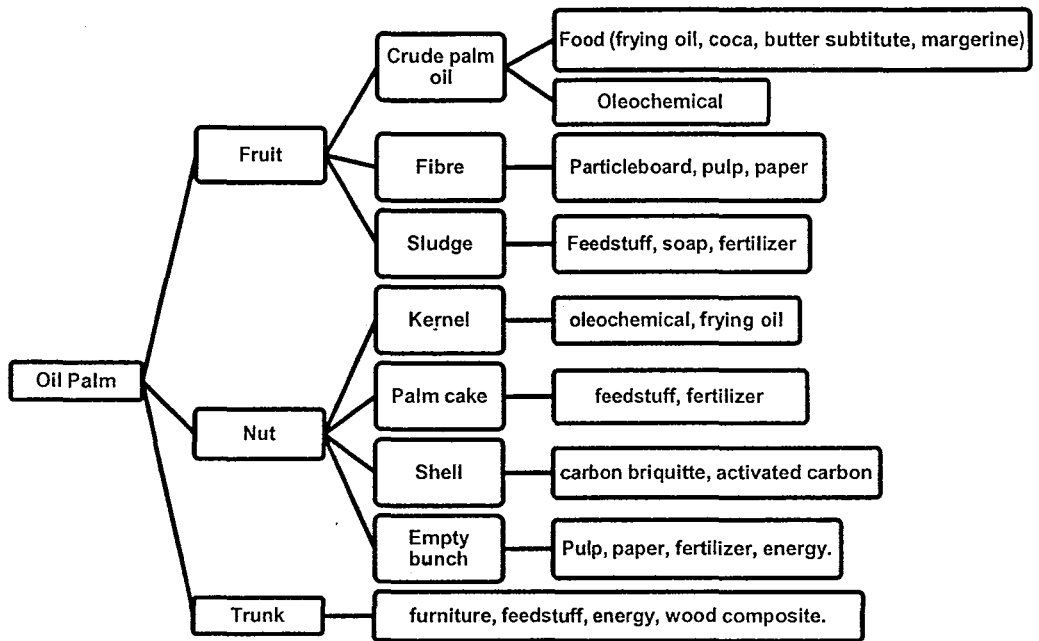 Oil Palm
Fruit
Crude palm
oil
Food (frying oil, coca, butter subtitute, margerine)
Oleochemical
Fibre
Particleboard, pulp, paper
Sludge
Feedstuff, soap, fertilizer
Nut
Kernel
oleochemical, frying oil
Palm cake
feedstuff, fertilizer
Shell
carbon briquitte, activated carbon
Empty
bunch
Pulp, paper, fertilizer, energy.
Trunk
furniture, feedstuff, energy, wood composite.